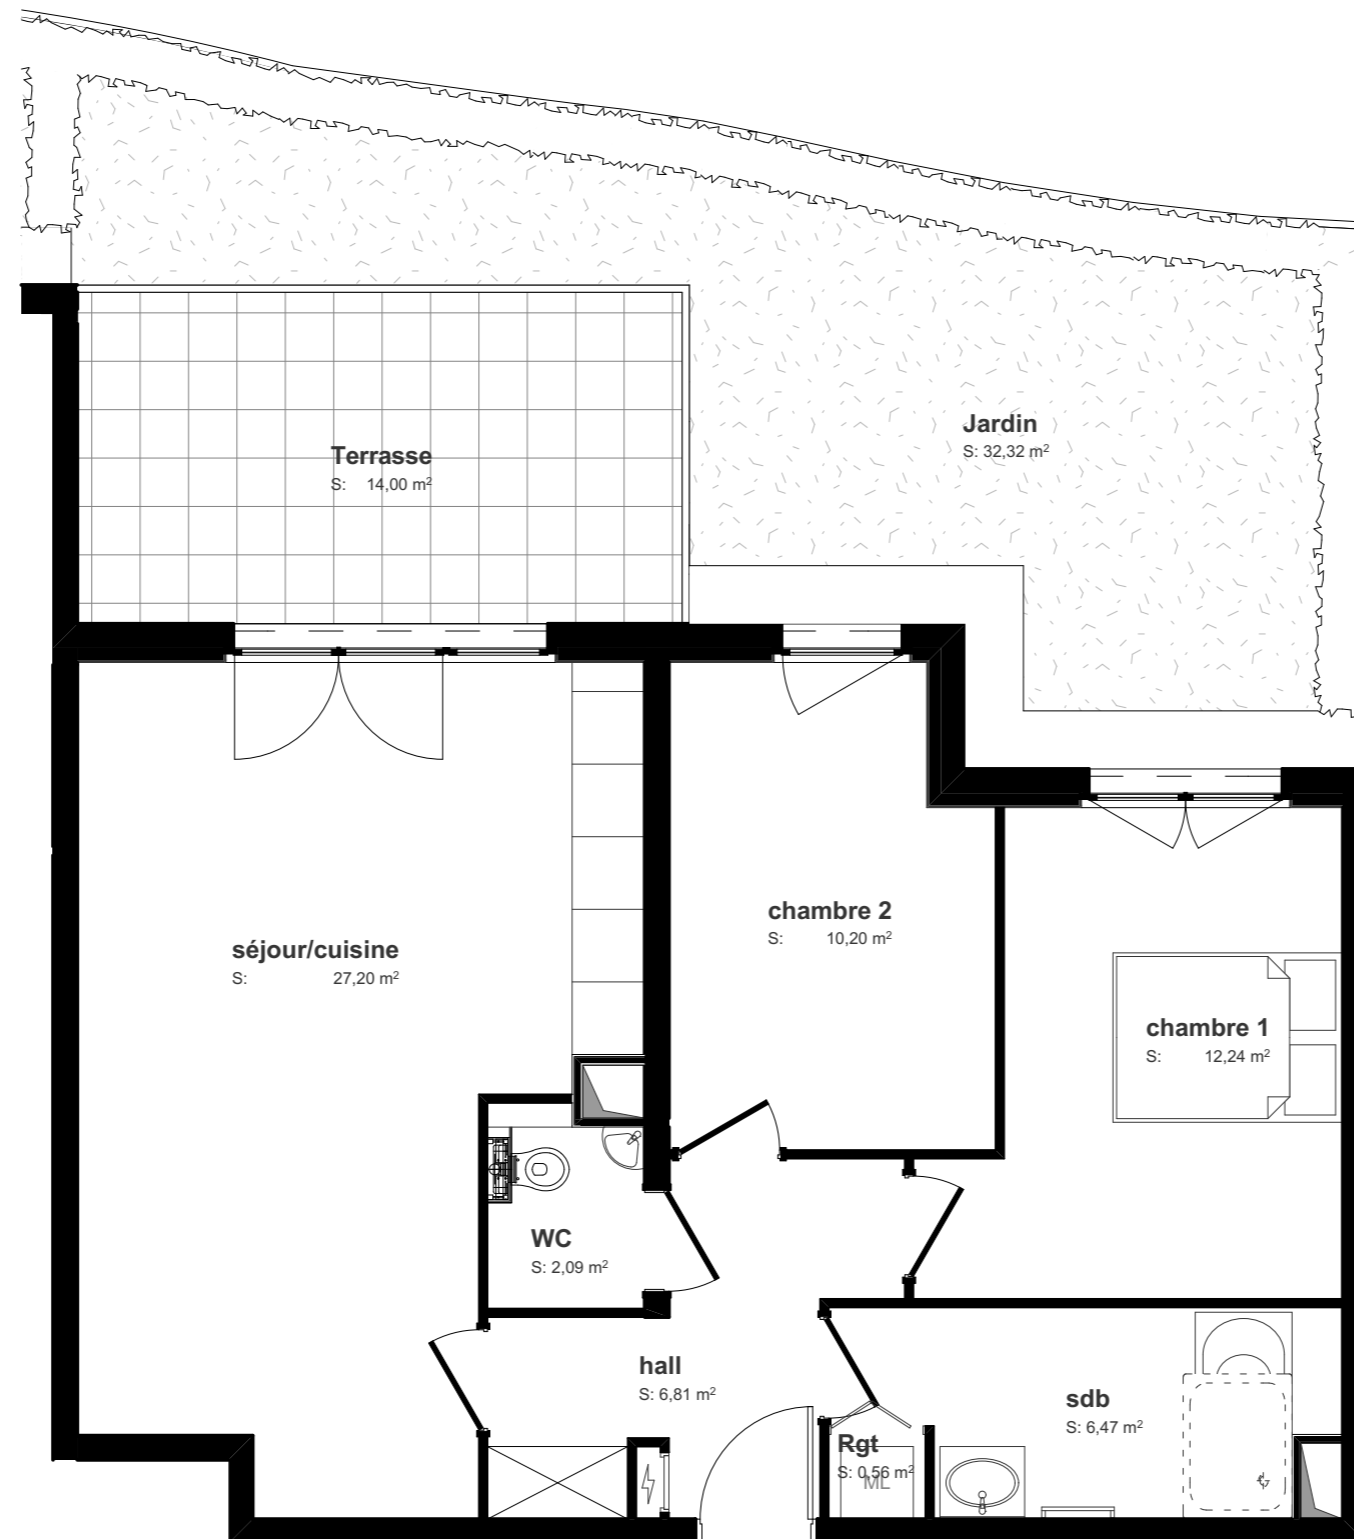 Jardin
S: 32,32 m²
Terrasse
S: 14,00 m²
chambre 2
S: 10,20 m²
séjour/cuisine
S: 27,20 m²
chambre 1
S: 12,24 m²
WC
S: 2,09 m²
hall
S: 6,81 m²
sdb
S: 6,47 m²
Rgt
S: 0,56 m²
ML